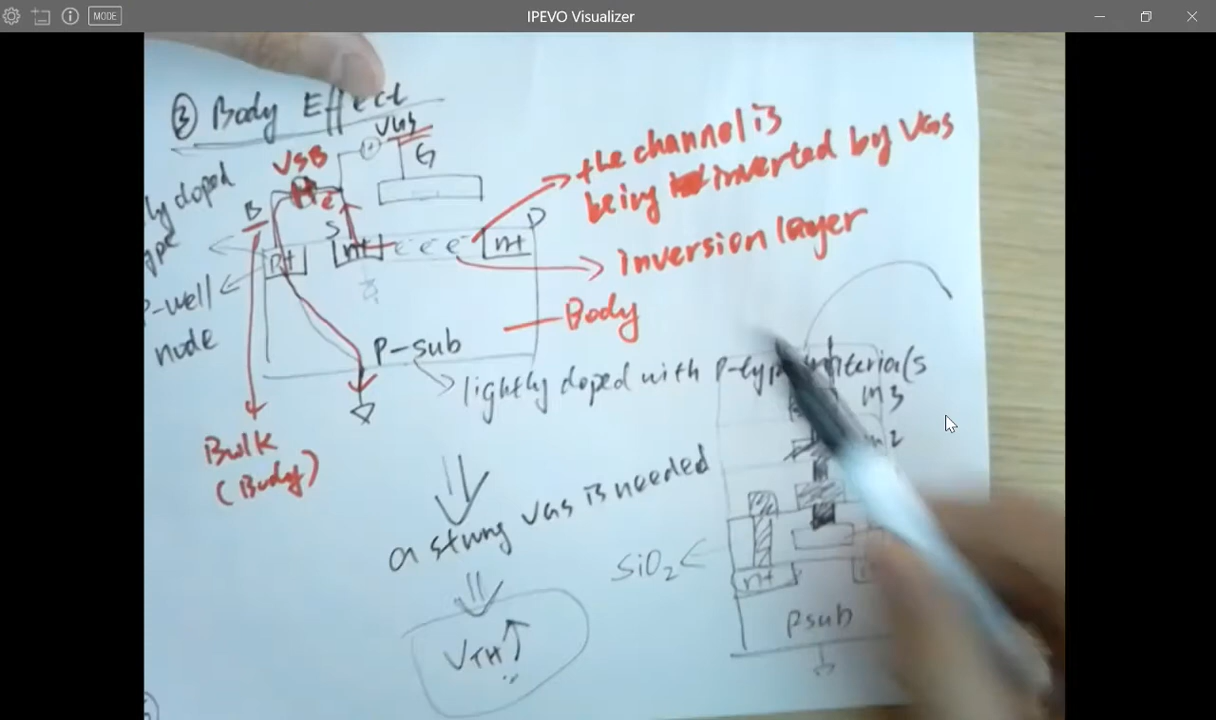 MODE
IPEVO Visualizer
③ Body Effect
VGS
VSB
G
the channel is
being inverted by VGS
ly doped
ype
B
S
D
e
n+
e e e
n+
inversion layer
P-well
node
Body
P-sub
lightly doped with P-type materials
m3
Bulk
(Body)
a strong VGS is needed
SiO2
n+
VTH↑
Psub